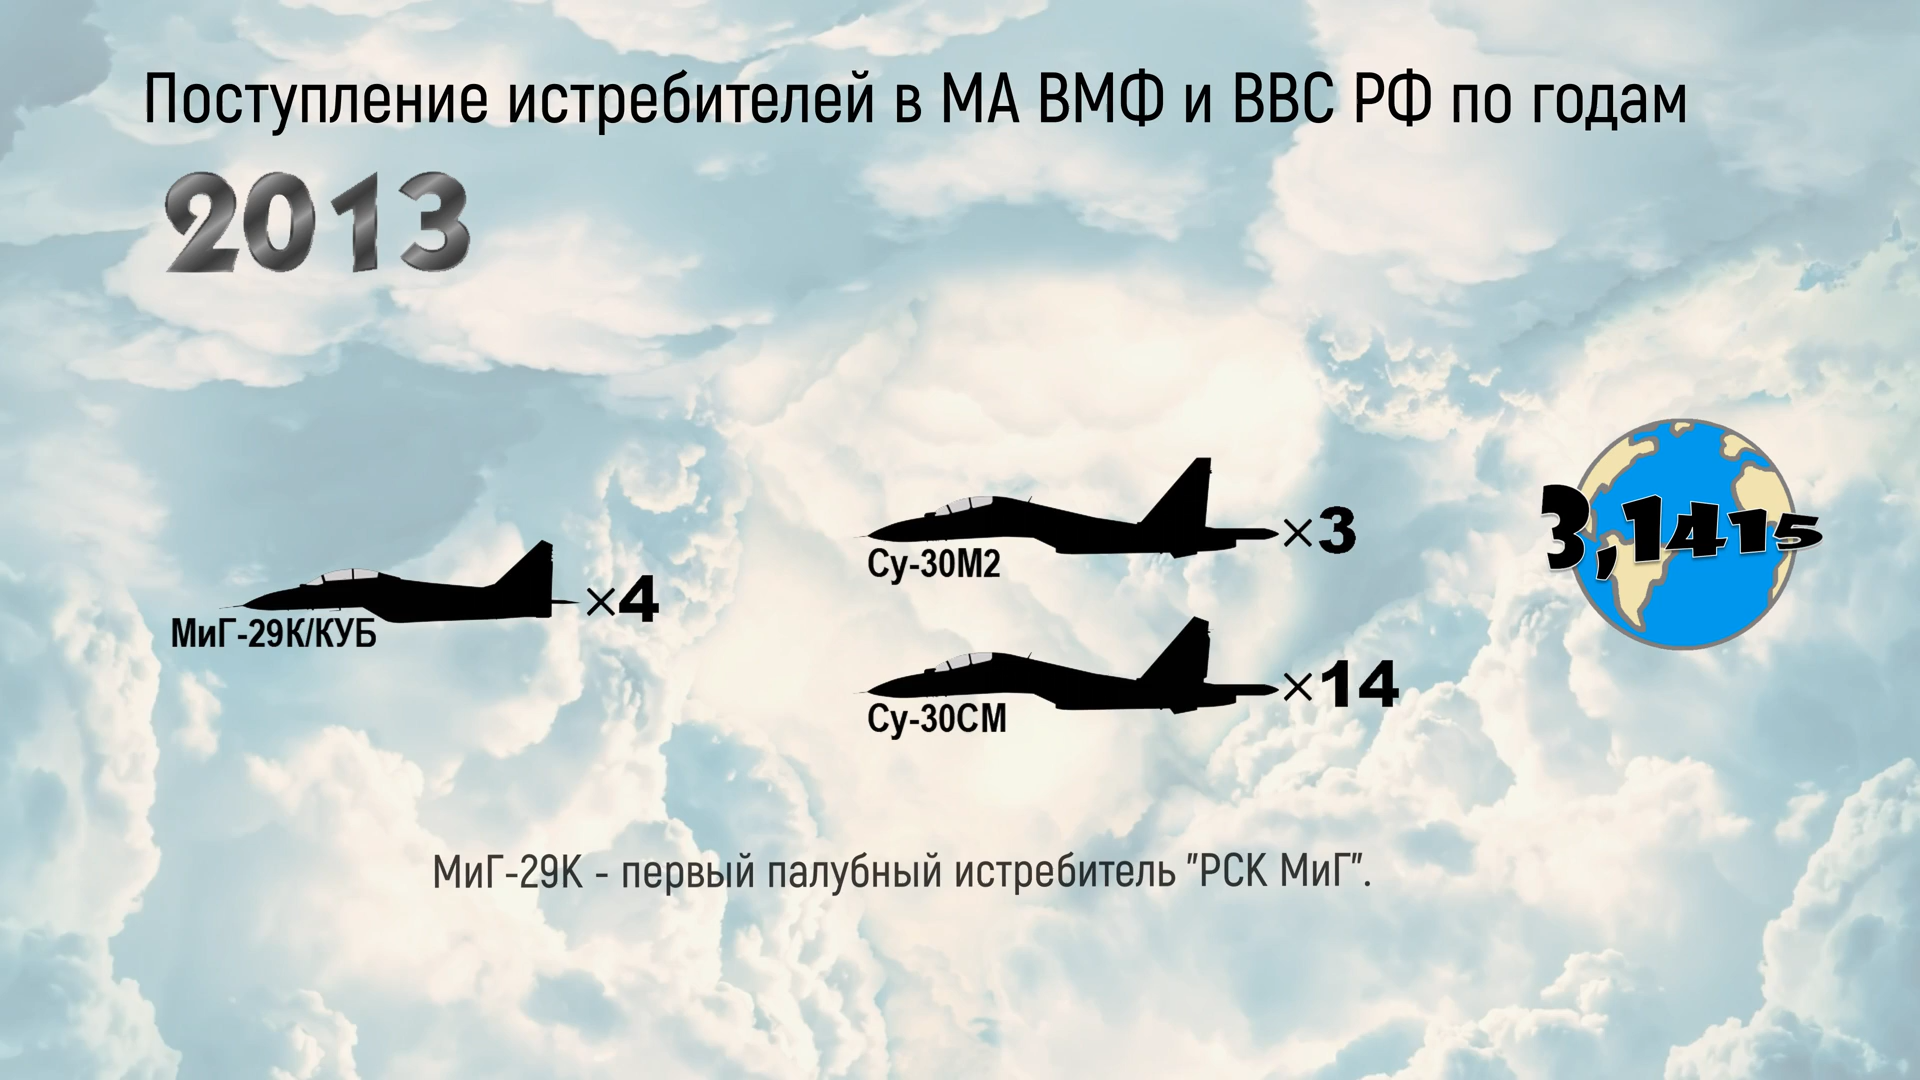 Поступление истребителей в МА ВМФ и ВВС РФ по годам
2013
МиГ-29К/КУБ
×4
Су-30М2
×3
Су-30СМ
×14
3,1415
МиГ-29К - первый палубный истребитель "РСК МиГ".